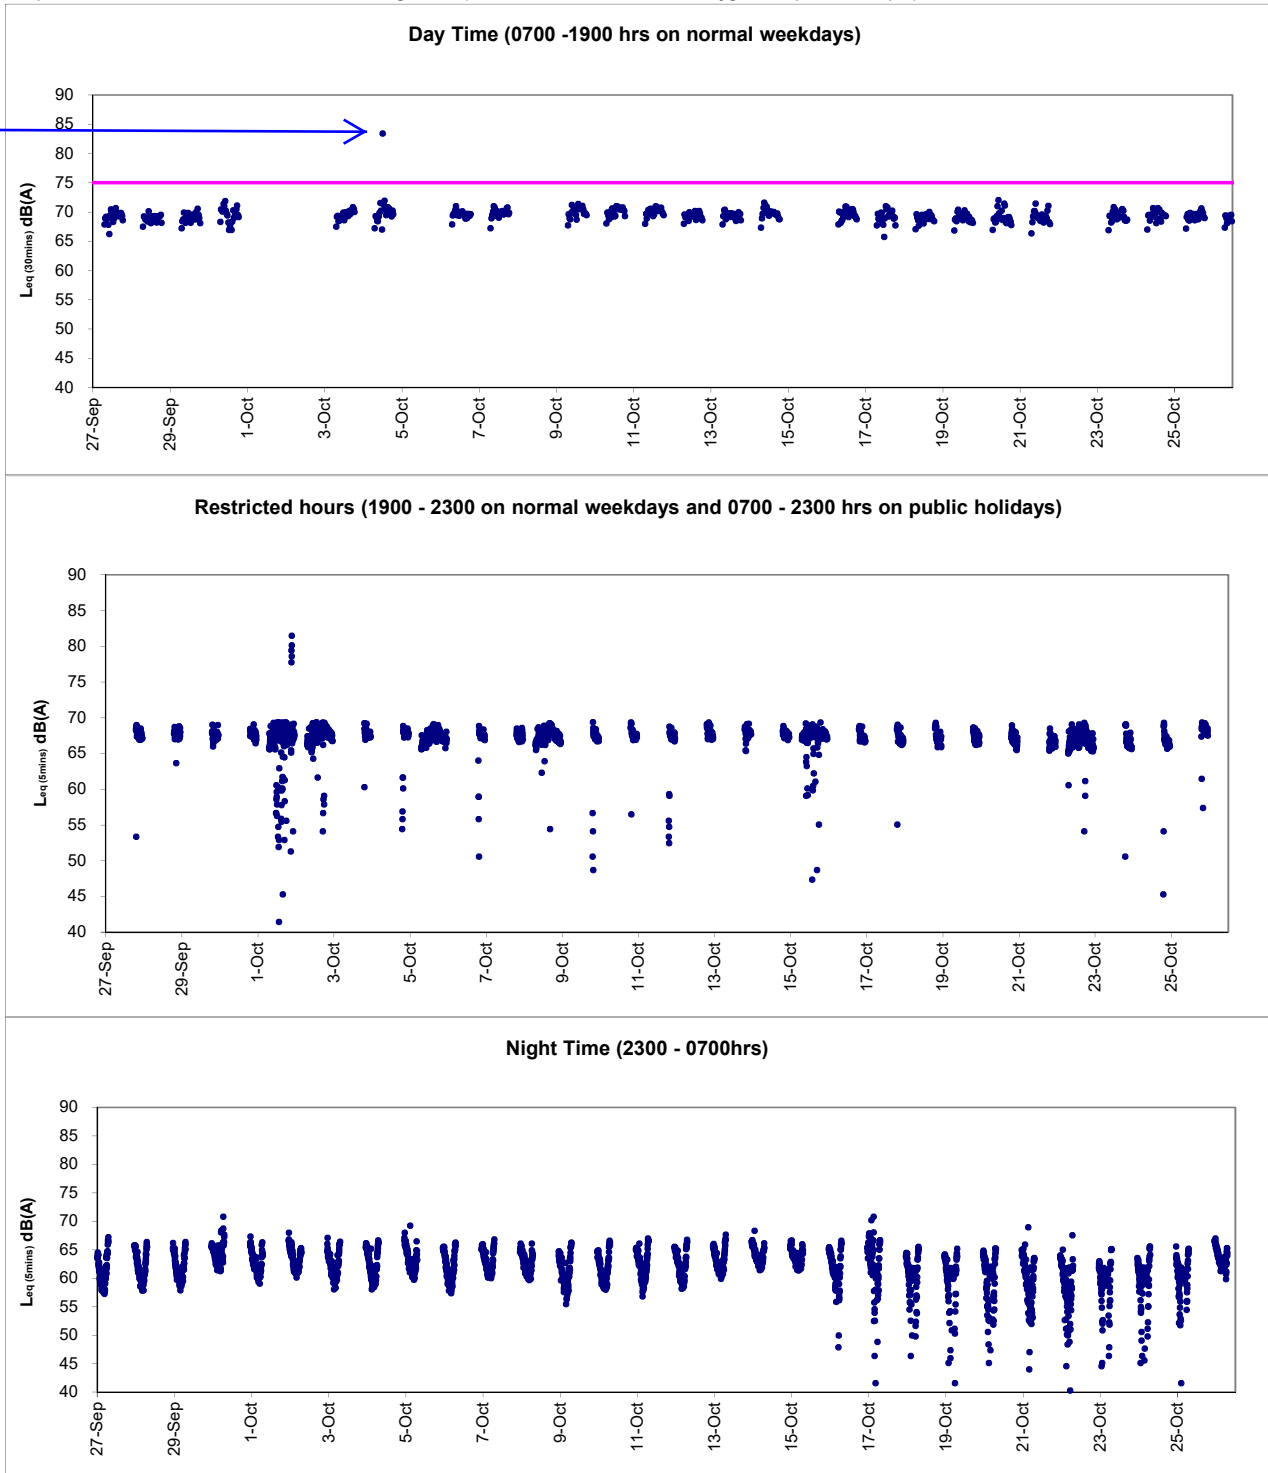 Day Time (0700 -1900 hrs on normal weekdays)
90
85
80
75
70
65
60
55
50
45
40
Leq (30mins) dB(A)
27-Sep
29-Sep
1-Oct
3-Oct
5-Oct
7-Oct
9-Oct
11-Oct
13-Oct
15-Oct
17-Oct
19-Oct
21-Oct
23-Oct
25-Oct
Restricted hours (1900 - 2300 on normal weekdays and 0700 - 2300 hrs on public holidays)
90
85
80
75
70
65
60
55
50
45
40
Leq (5mins) dB(A)
27-Sep
29-Sep
1-Oct
3-Oct
5-Oct
7-Oct
9-Oct
11-Oct
13-Oct
15-Oct
17-Oct
19-Oct
21-Oct
23-Oct
25-Oct
Night Time (2300 - 0700hrs)
90
85
80
75
70
65
60
55
50
45
40
Leq (5mins) dB(A)
27-Sep
29-Sep
1-Oct
3-Oct
5-Oct
7-Oct
9-Oct
11-Oct
13-Oct
15-Oct
17-Oct
19-Oct
21-Oct
23-Oct
25-Oct